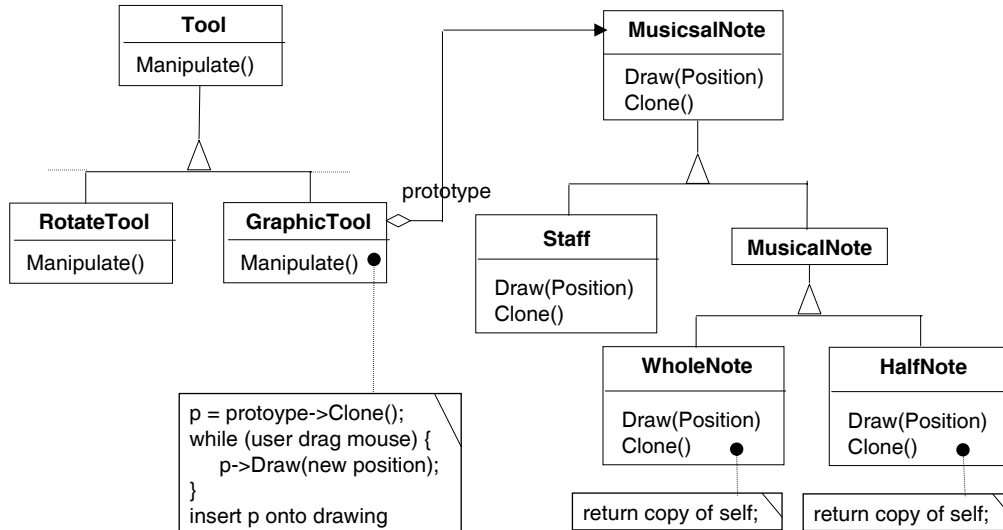 Tool
Manipulate()
MusicsalNote
Draw(Position)
Clone()
prototype
RotateTool
Manipulate()
GraphicTool
Manipulate()
Staff
Draw(Position)
Clone()
MusicalNote
WholeNote
Draw(Position)
Clone()
HalfNote
Draw(Position)
Clone()
p = protoype->Clone();
while (user drag mouse) {
p->Draw(new position);
}
insert p onto drawing
return copy of self;
return copy of self;